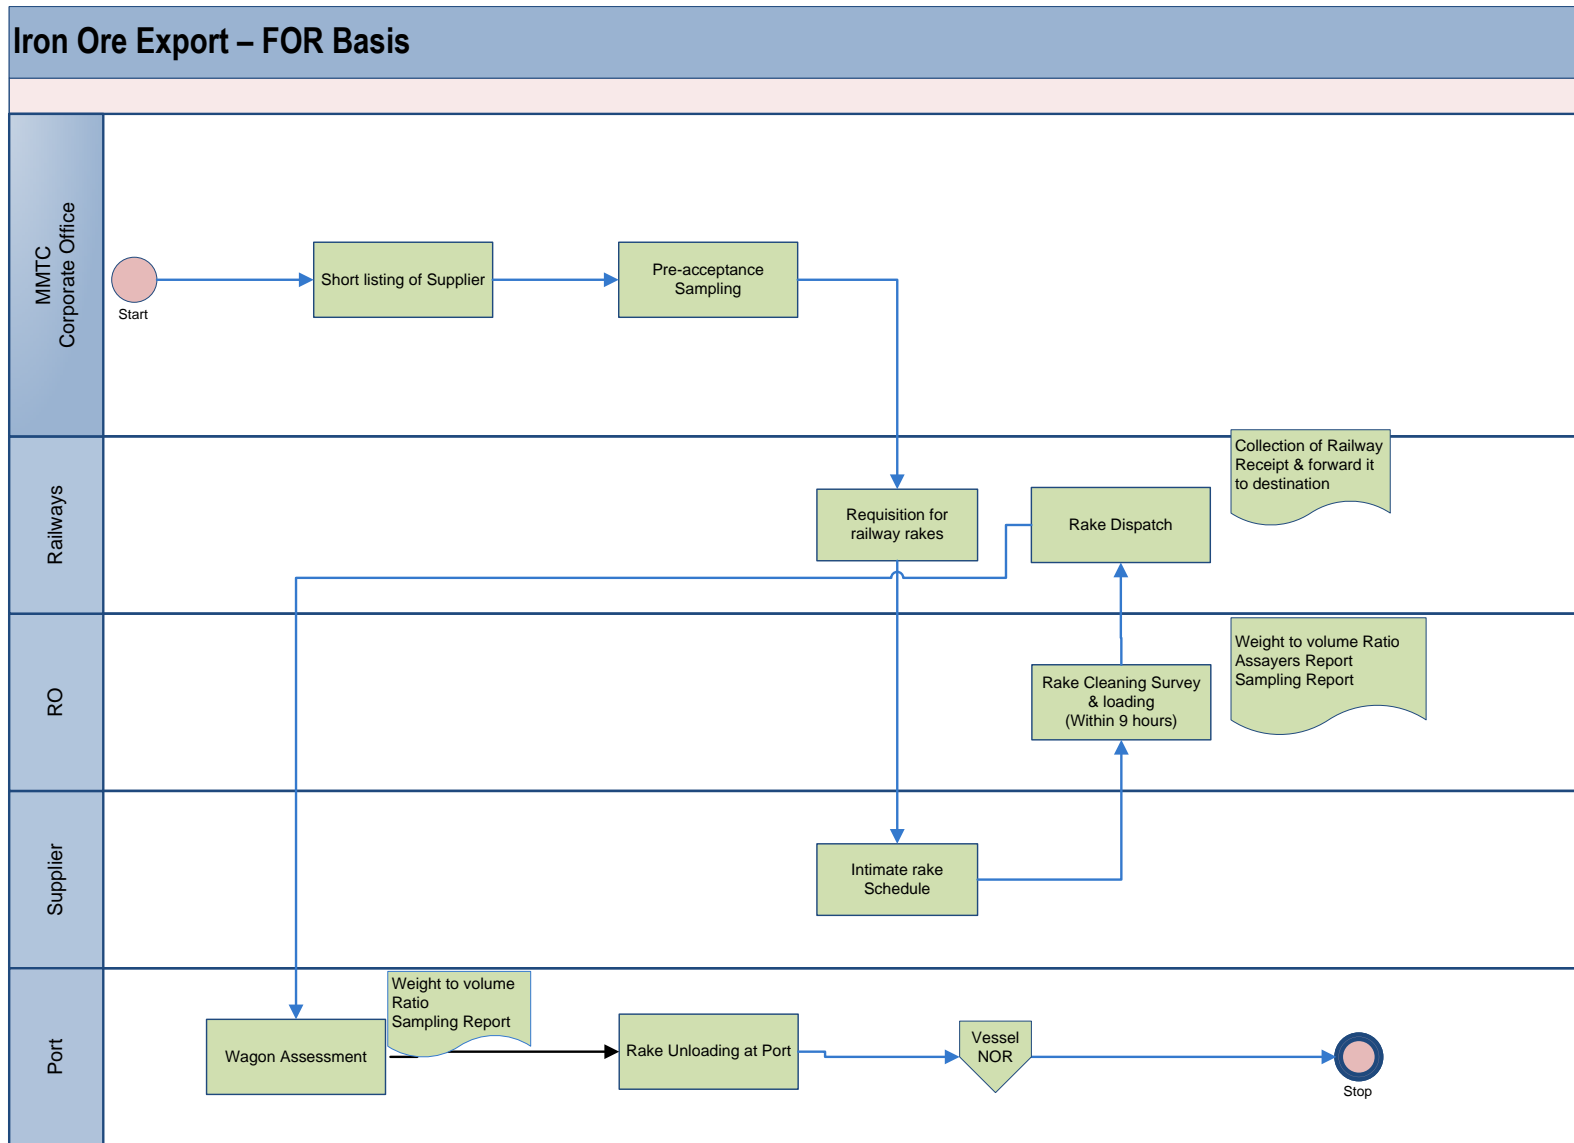 Iron Ore Export – FOR Basis
MMTC
Corporate Office
Start
Short listing of Supplier
Pre-acceptance
Sampling
Railways
Requisition for
railway rakes
Rake Dispatch
Collection of Railway
Receipt & forward it
to destination
RO
Rake Cleaning Survey
& loading
(Within 9 hours)
Weight to volume Ratio
Assayers Report
Sampling Report
Supplier
Intimate rake
Schedule
Port
Wagon Assessment
Weight to volume
Ratio
Sampling Report
Rake Unloading at Port
Vessel
NOR
Stop